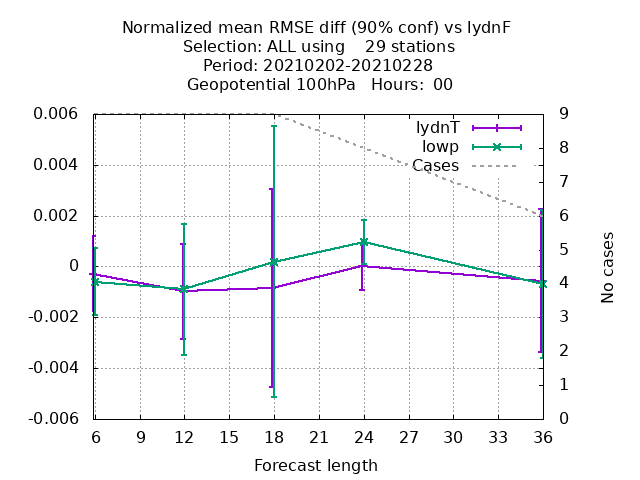 Normalized mean RMSE diff (90% conf) vs lydnF
Selection: ALL using    29 stations
Period: 20210202-20210228
Geopotential 100hPa   Hours:  00
0.006
0.004
0.002
0
-0.002
-0.004
-0.006
9
8
7
6
5
4
3
2
1
0
No cases
lydnT
lowp
Cases
6 9 12 15 18 21 24 27 30 33 36
Forecast length